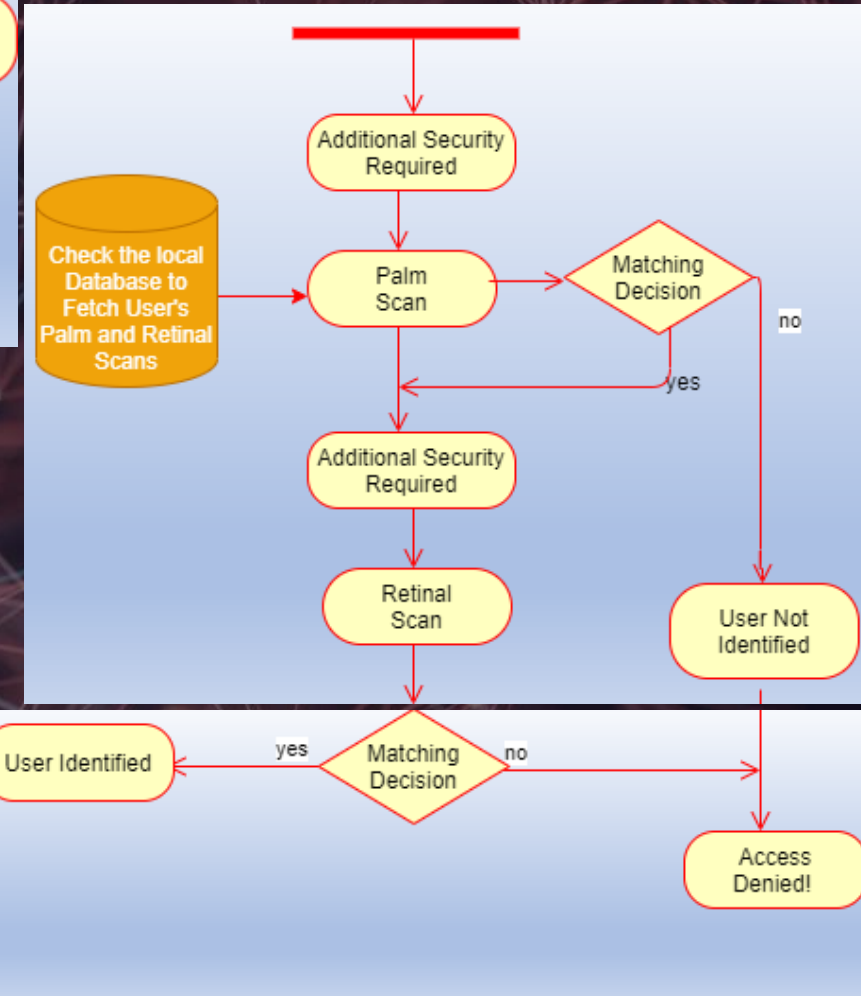 Additional Security
Required
Check the local
Database to
Fetch User's
Palm and Retinal
Scans
Palm
Scan
Matching
Decision
no
yes
Additional Security
Required
Retinal
Scan
User Not
Identified
User Identified
yes
Matching
Decision
no
Access
Denied!